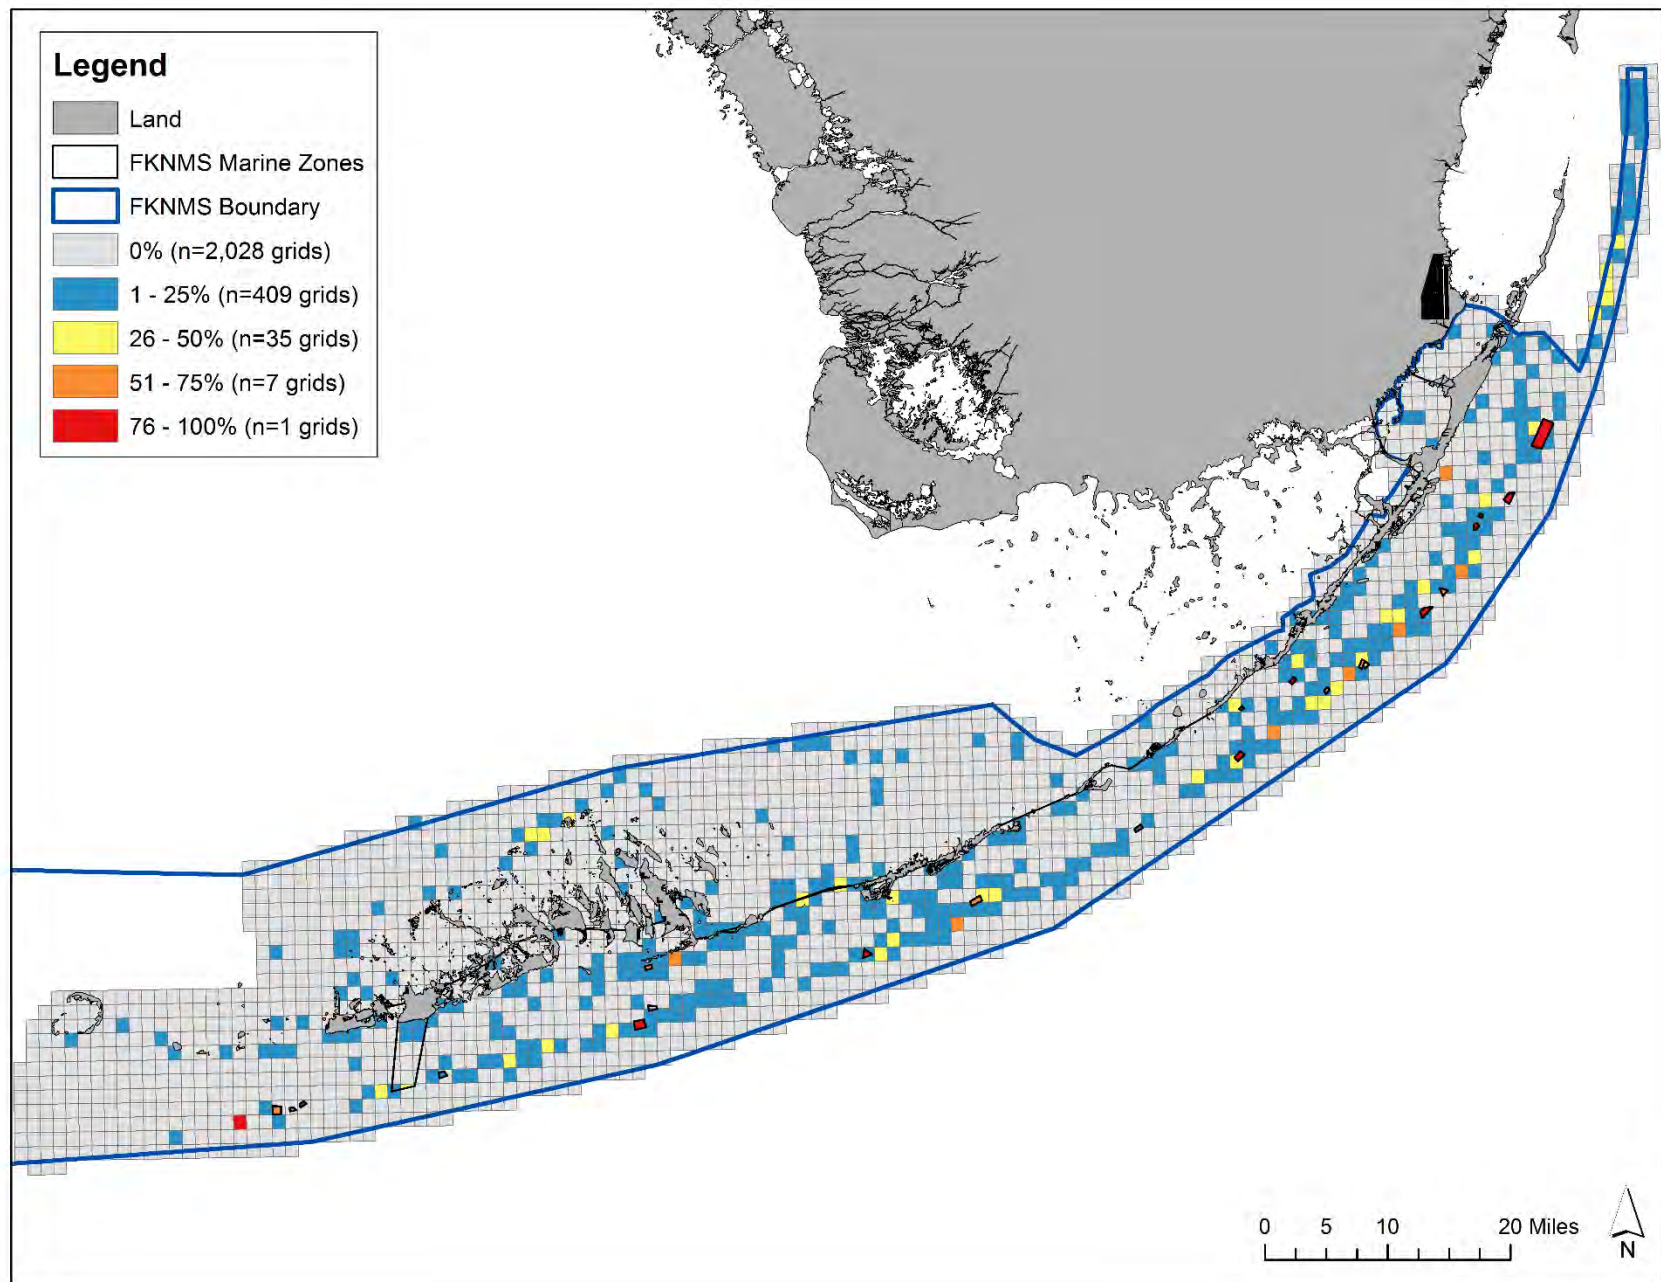 Legend
Land
FKNMS Marine Zones
FKNMS Boundary
0% (n=2,028 grids)
1 - 25% (n=409 grids)
26 - 50% (n=35 grids)
51 - 75% (n=7 grids)
76 - 100% (n=1 grids)
0 5 10 20 Miles
N